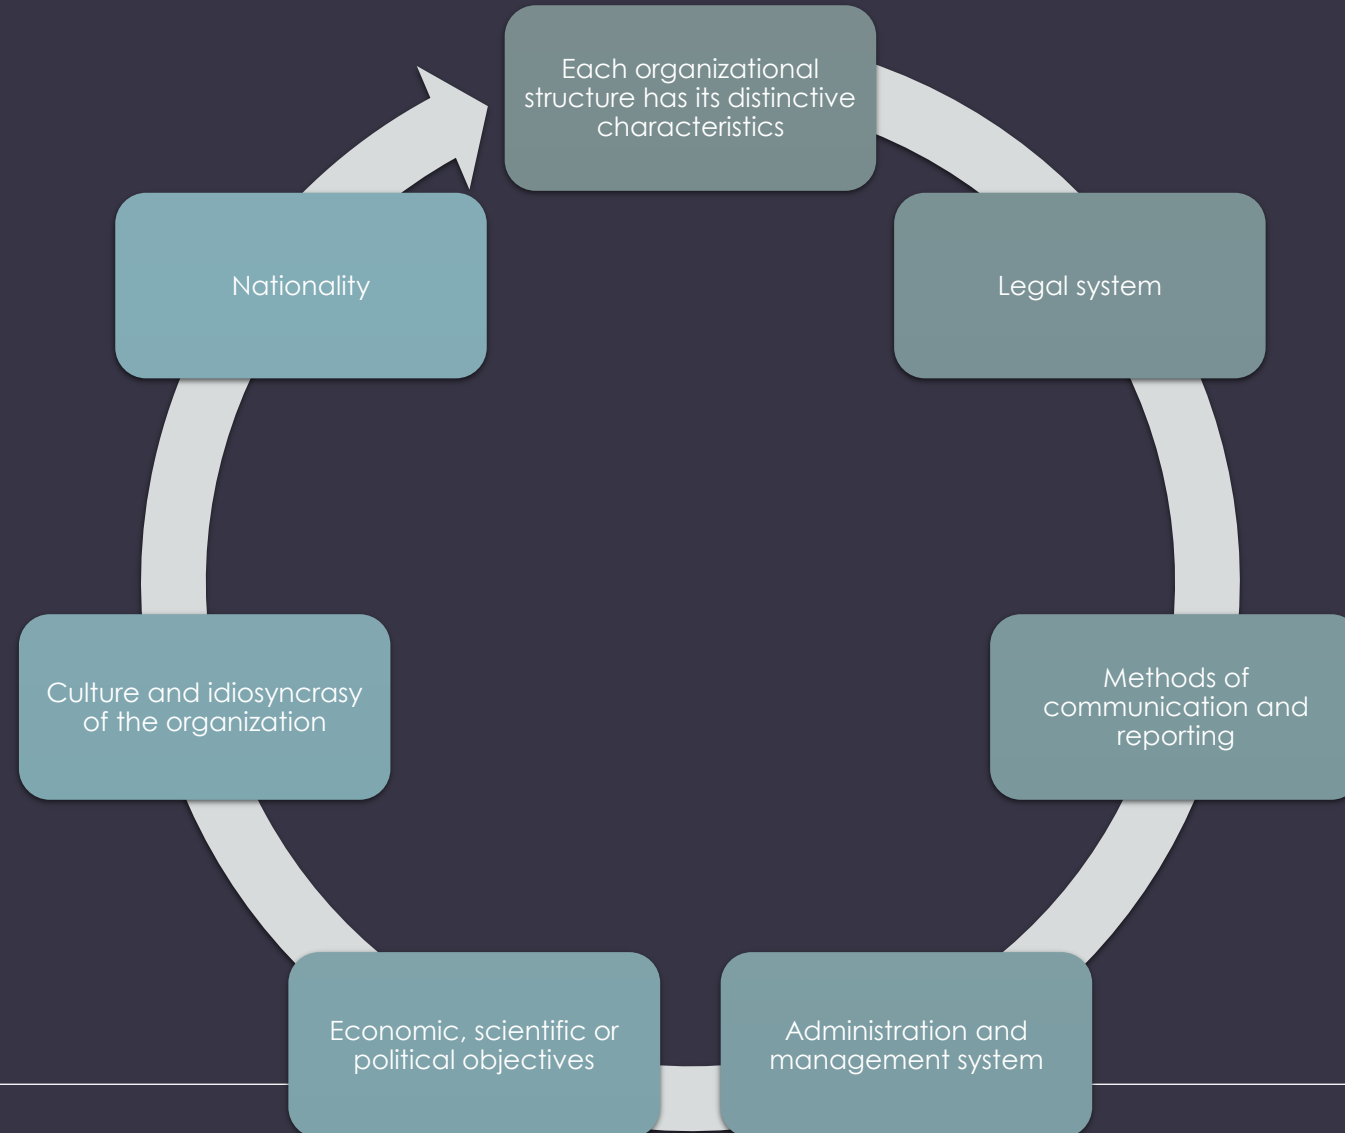 Each organizational
structure has its distinctive
characteristics
Legal system
Methods of
communication and
reporting
Administration and
management system
Economic, scientific or
political objectives
Culture and idiosyncrasy
of the organization
Nationality